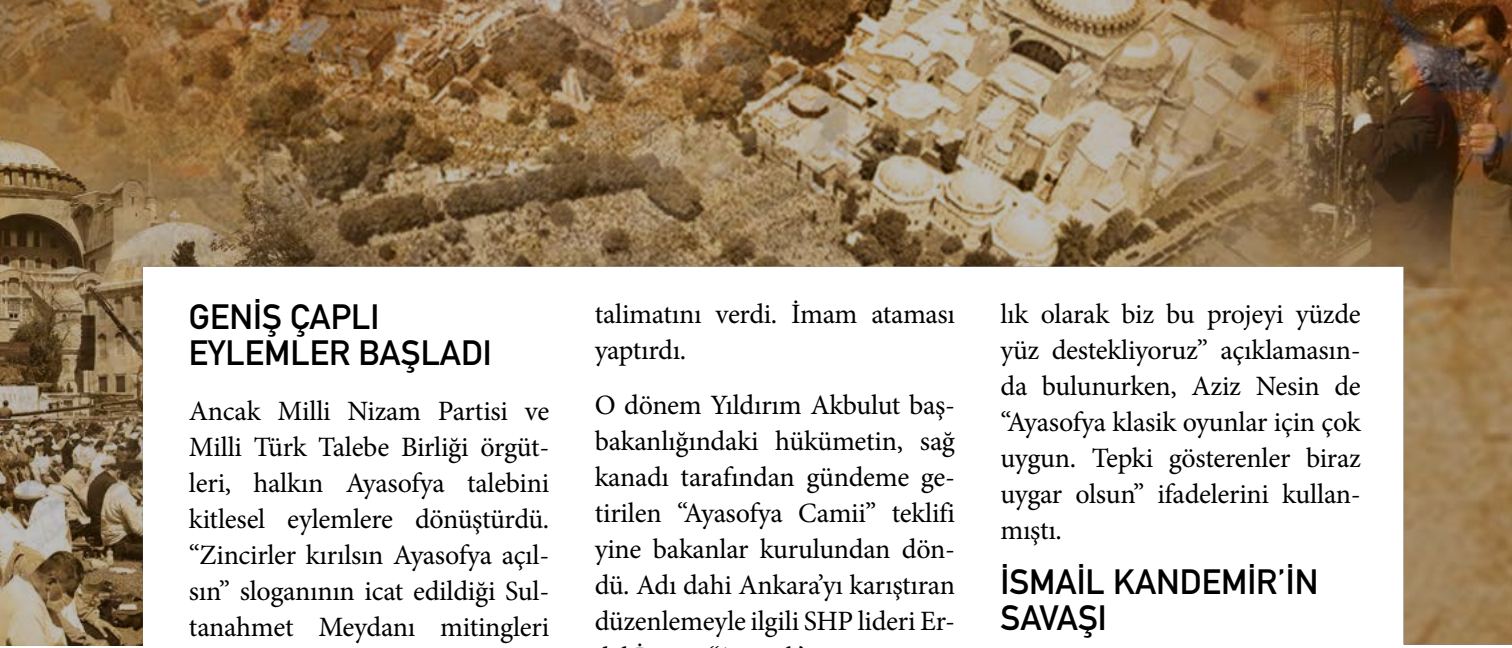 GENİŞ ÇAPLI
EYLEMLER BAŞLADI
Ancak Milli Nizam Partisi ve
Milli Türk Talebe Birliği örgüt-
leri, halkın Ayasofya talebini
kitlesel eylemlere dönüştürdü.
“Zincirler kırılsın Ayasofya açıl-
sın” sloganının icat edildiği Sul-
tanahmet Meydanı mitingleri
talimatını verdi. İmam ataması
yaptırdı.
O dönem Yıldırım Akbulut baş-
bakanlığındaki hükümetin, sağ
kanadı tarafından gündeme ge-
tirilen “Ayasofya Camii” teklifi
yine bakanlar kurulundan dön-
dü. Adı dahi Ankara’yı karıştıran
düzenlemeyle ilgili SHP lideri Er-
lık olarak biz bu projeyi yüzde
yüz destekliyoruz” açıklamasın-
da bulunurken, Aziz Nesin de
“Ayasofya klasik oyunlar için çok
uygun. Tepki gösterenler biraz
uygar olsun” ifadelerini kullan-
mıştı.
İSMAİL KANDEMİR’İN
SAVAŞI